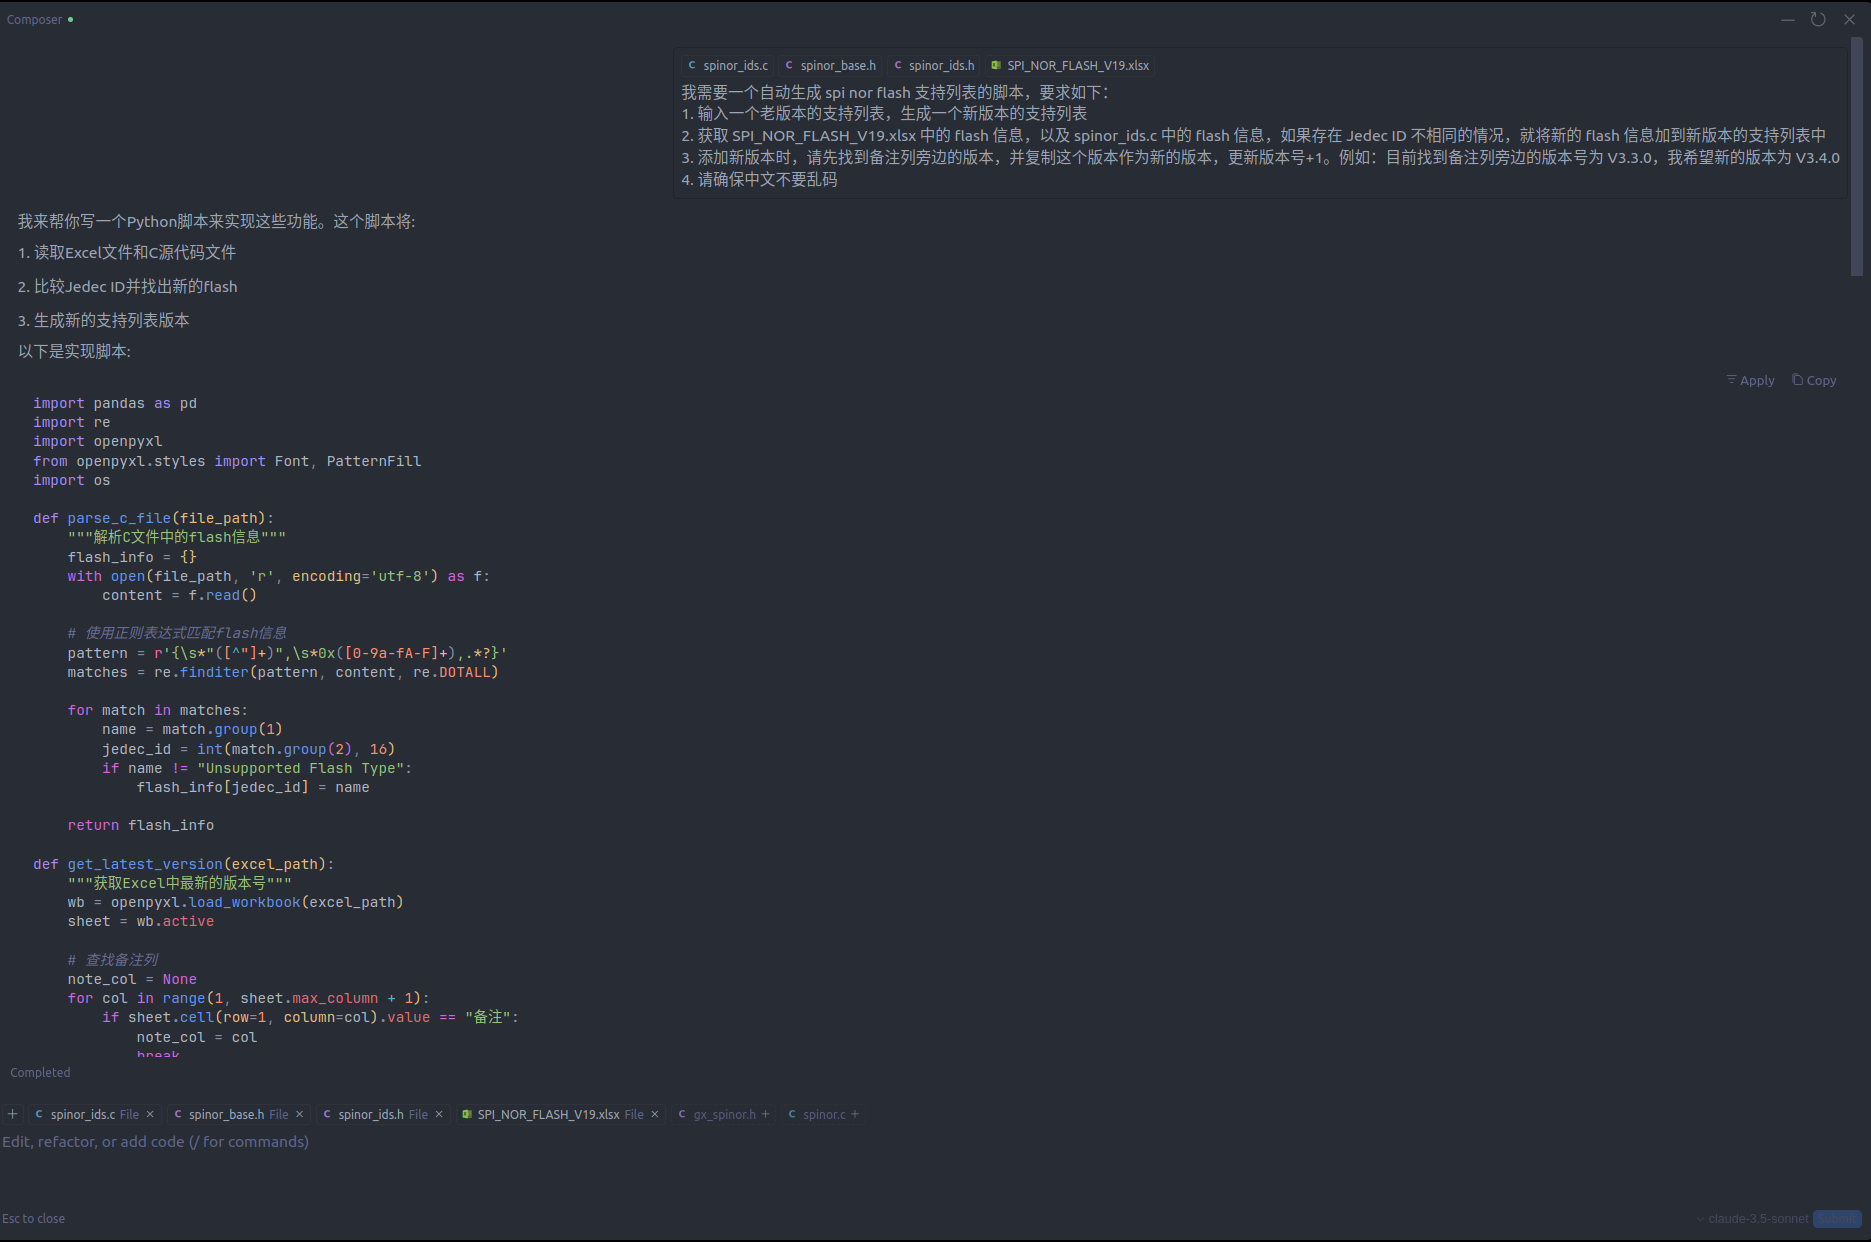 Composer
spinor_ids.c spinor_base.h spinor_ids.h SPI_NOR_FLASH_V19.xlsx
我需要一个自动生成 spi nor flash 支持列表的脚本，要求如下：
1. 输入一个老版本的支持列表，生成一个新版本的支持列表
2. 获取 SPI_NOR_FLASH_V19.xlsx 中的 flash 信息，以及 spinor_ids.c 中的 flash 信息，如果存在 Jedec ID 不相同的情况，就将新的 flash 信息加到新版本的支持列表中
3. 添加新版本时，请先找到备注列旁边的版本，并复制这个版本作为新的版本，更新版本号+1。例如：目前找到备注列旁边的版本号为 V3.3.0，我希望新的版本为 V3.4.0
4. 请确保中文不要乱码
我来帮你写一个Python脚本来实现这些功能。这个脚本将:
1. 读取Excel文件和C源代码文件
2. 比较Jedec ID并找出新的flash
3. 生成新的支持列表版本
以下是实现脚本:
Apply Copy
import pandas as pd
import re
import openpyxl
from openpyxl.styles import Font, PatternFill
import os
def parse_c_file(file_path):
"""解析C文件中的flash信息"""
flash_info = {}
with open(file_path, 'r', encoding='utf-8') as f:
content = f.read()
# 使用正则表达式匹配flash信息
pattern = r'{\s*"([^"]+)",\s*0x([0-9a-fA-F]+),.*?}'
matches = re.finditer(pattern, content, re.DOTALL)
for match in matches:
name = match.group(1)
jedec_id = int(match.group(2), 16)
if name != "Unsupported Flash Type":
flash_info[jedec_id] = name
return flash_info
def get_latest_version(excel_path):
"""获取Excel中最新的版本号"""
wb = openpyxl.load_workbook(excel_path)
sheet = wb.active
# 查找备注列
note_col = None
for col in range(1, sheet.max_column + 1):
if sheet.cell(row=1, column=col).value == "备注":
note_col = col
break
Completed
+ C spinor_ids.c File × C spinor_base.h File × C spinor_ids.h File × SPI_NOR_FLASH_V19.xlsx File × C gx_spinor.h + C spinor.c +
Edit, refactor, or add code (/ for commands)
Esc to close claude-3.5-sonnet